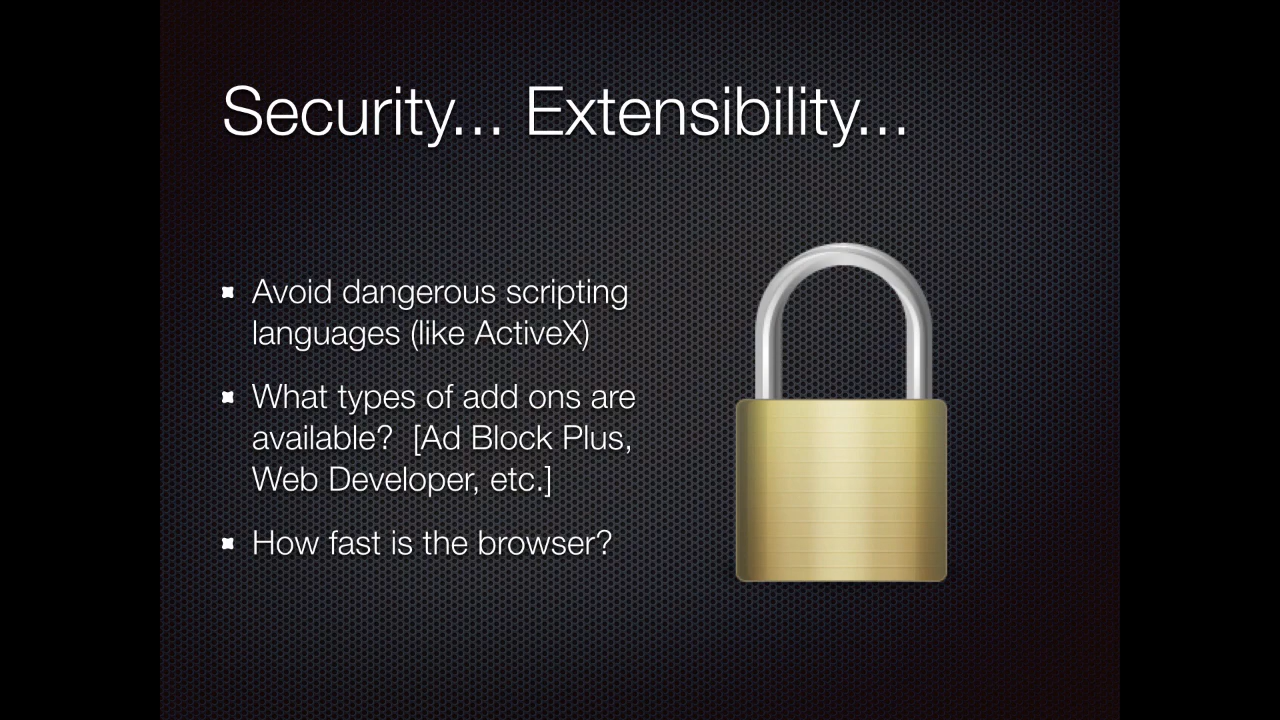 Security... Extensibility...
Avoid dangerous scripting
languages (like ActiveX)
What types of add ons are
available?  [Ad Block Plus,
Web Developer, etc.]
How fast is the browser?